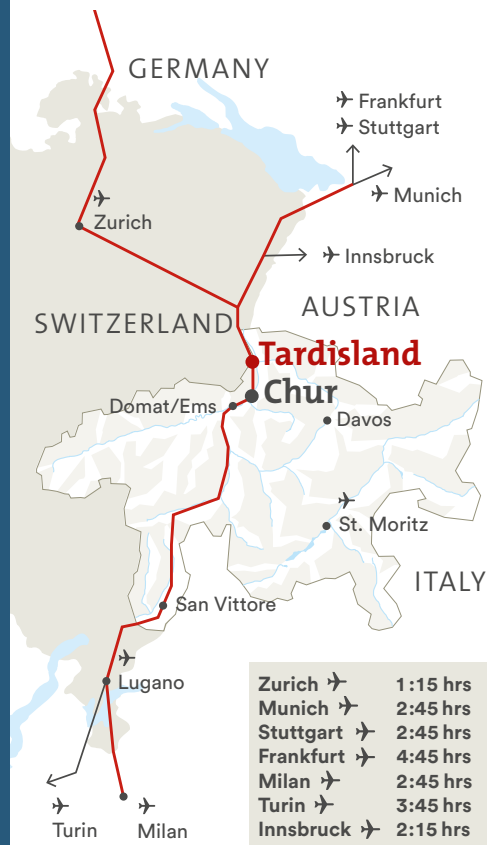 GERMANY
Frankfurt
Stuttgart
Munich
Zurich
Innsbruck
AUSTRIA
SWITZERLAND
Tardisland
Chur
Domat/Ems
Davos
St. Moritz
ITALY
San Vittore
Lugano
Zurich 1:15 hrs
Munich 2:45 hrs
Stuttgart 2:45 hrs
Frankfurt 4:45 hrs
Milan 2:45 hrs
Turin 3:45 hrs
Innsbruck 2:15 hrs
Turin Milan